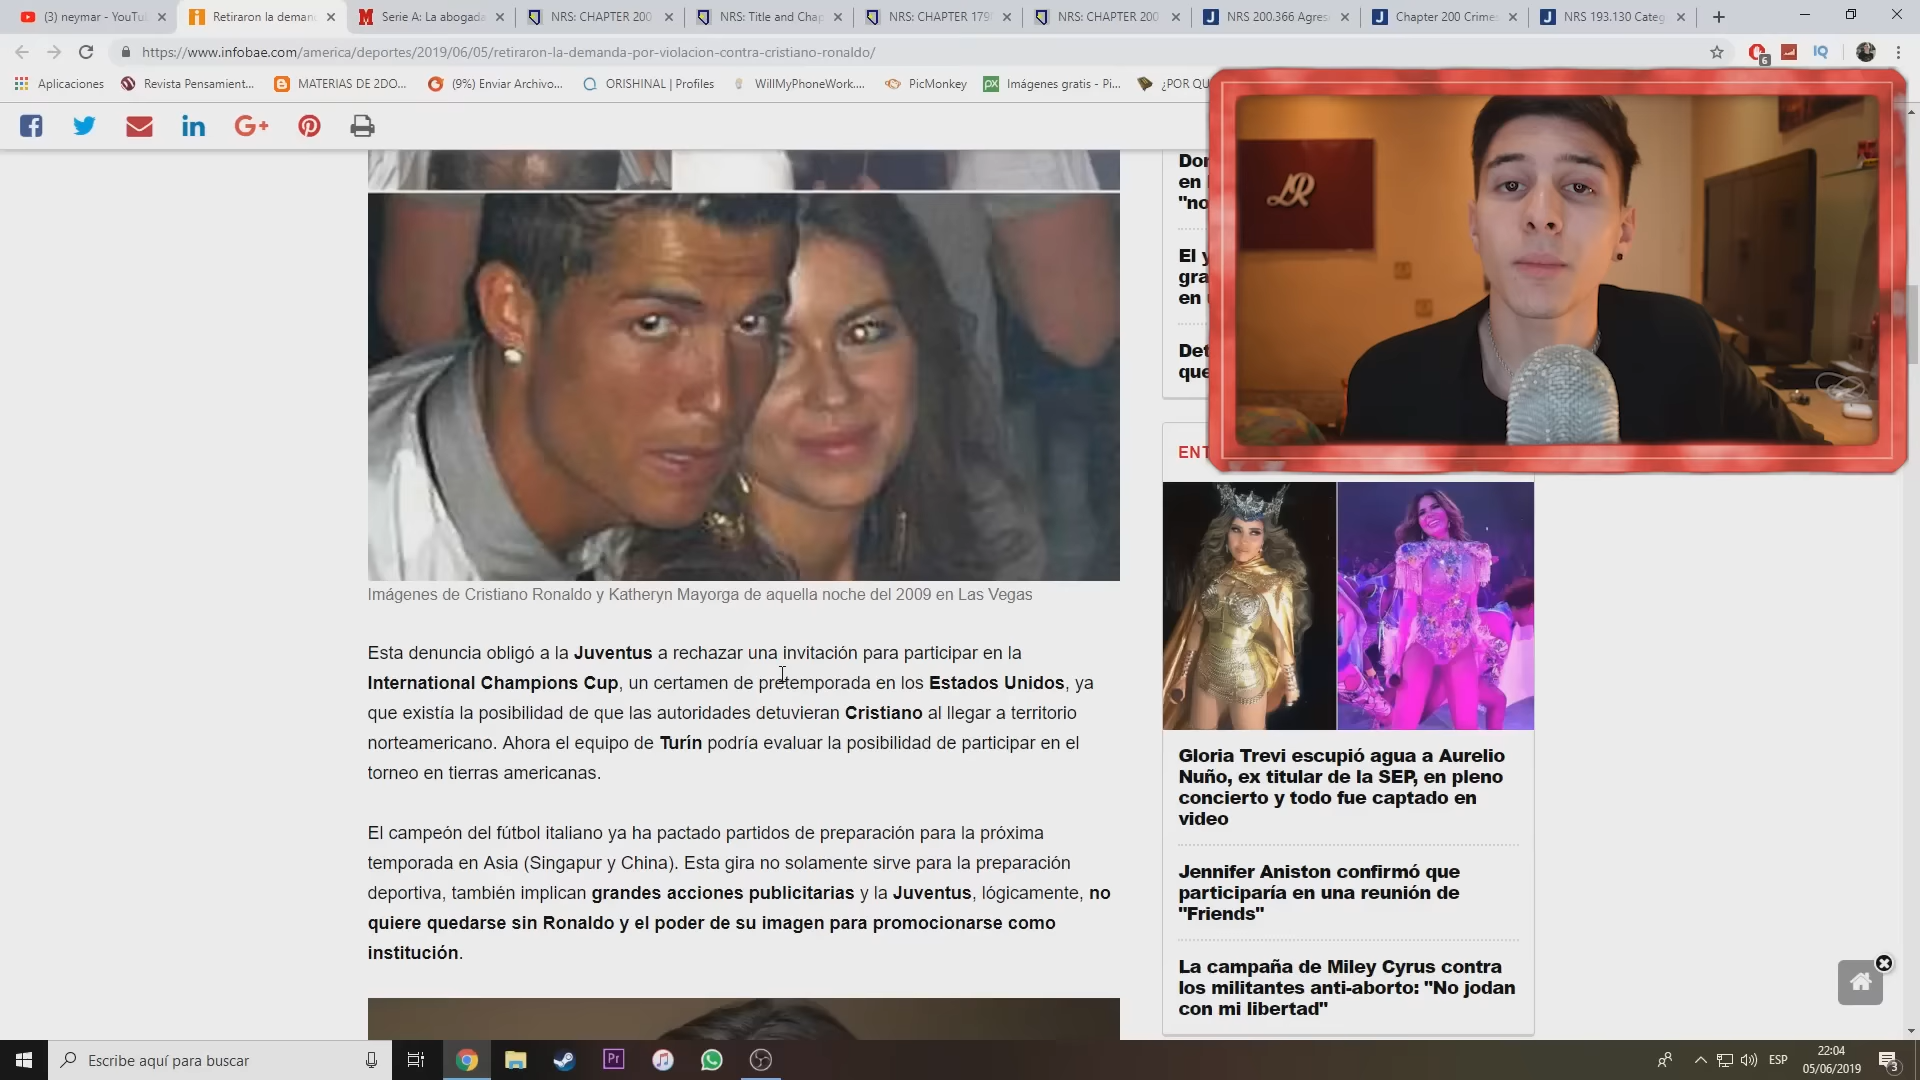 (3) neymar - YouTu
Retiraron la deman
Serie A: La abogada
NRS: CHAPTER 200
NRS: Title and Chap
NRS: CHAPTER 179
NRS: CHAPTER 200
NRS 200.366 Agres
Chapter 200 Crimes
NRS 193.130 Categ
https://www.infobae.com/america/deportes/2019/06/05/retiraron-la-demanda-por-violacion-contra-cristiano-ronaldo/
6
IQ
Aplicaciones
Revista Pensamient...
MATERIAS DE 2DO...
(9%) Enviar Archivo...
ORISHINAL | Profiles
WillMyPhoneWork....
PicMonkey
px
Imágenes gratis - Pi...
¿POR QU
G+
LR
Imágenes de Cristiano Ronaldo y Katheryn Mayorga de aquella noche del 2009 en Las Vegas
Esta denuncia obligó a la Juventus a rechazar una invitación para participar en la
International Champions Cup, un certamen de pretemporada en los Estados Unidos, ya
que existía la posibilidad de que las autoridades detuvieran Cristiano al llegar a territorio
norteamericano. Ahora el equipo de Turín podría evaluar la posibilidad de participar en el
torneo en tierras americanas.
El campeón del fútbol italiano ya ha pactado partidos de preparación para la próxima
temporada en Asia (Singapur y China). Esta gira no solamente sirve para la preparación
deportiva, también implican grandes acciones publicitarias y la Juventus, lógicamente, no
quiere quedarse sin Ronaldo y el poder de su imagen para promocionarse como
institución.
Dor
en
"no
El y
gra
en
Det
que
ENT
Gloria Trevi escupió agua a Aurelio
Nuño, ex titular de la SEP, en pleno
concierto y todo fue captado en
video
Jennifer Aniston confirmó que
participaría en una reunión de
"Friends"
La campaña de Miley Cyrus contra
los militantes anti-aborto: "No jodan
con mi libertad"
Escribe aquí para buscar
Pr
ESP
22:04
05/06/2019
3